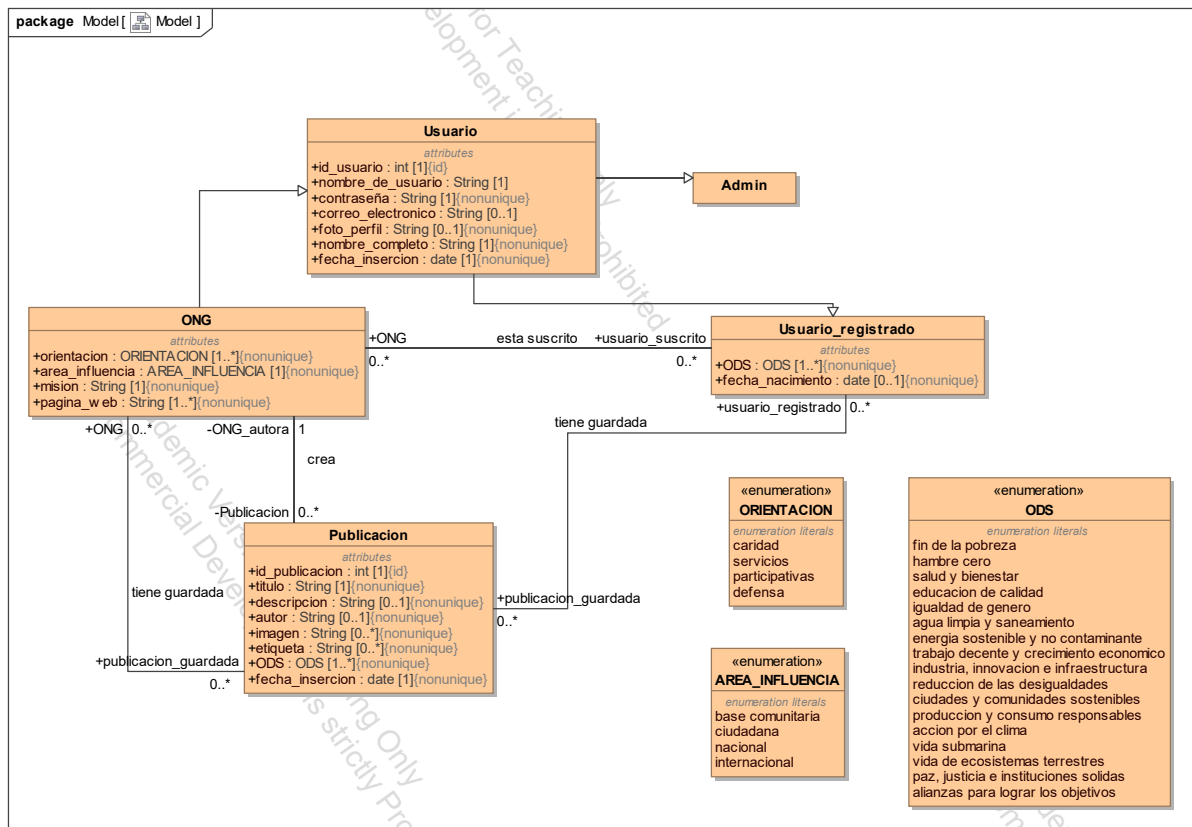 package Model [ Model ]
Usuario
attributes
+id_usuario : int [1]{id}
+nombre_de_usuario : String [1]
+contraseña : String [1]{nonunique}
+correo_electronico : String [0..1]
+foto_perfil : String [0..1]{nonunique}
+nombre_completo : String [1]{nonunique}
+fecha_insercion : date [1]{nonunique}
Admin
ONG
attributes
+orientacion : ORIENTACION [1..*]{nonunique}
+area_influencia : AREA_INFLUENCIA [1]{nonunique}
+mision : String [1]{nonunique}
+pagina_web : String [1..*]{nonunique}
+ONG
0..*
esta suscrito
+usuario_suscrito
0..*
Usuario_registrado
attributes
+ODS : ODS [1..*]{nonunique}
+fecha_nacimiento : date [0..1]{nonunique}
+usuario_registrado 0..*
tiene guardada
+publicacion_guardada
0..*
+ONG 0..*
tiene guardada
+publicacion_guardada
0..*
-ONG_autora 1
crea
-Publicacion 0..*
Publicacion
attributes
+id_publicacion : int [1]{id}
+titulo : String [1]{nonunique}
+descripcion : String [0..1]{nonunique}
+autor : String [0..1]{nonunique}
+imagen : String [0..*]{nonunique}
+etiqueta : String [0..*]{nonunique}
+ODS : ODS [1..*]{nonunique}
+fecha_insercion : date [1]{nonunique}
«enumeration»
ORIENTACION
enumeration literals
caridad
servicios
participativas
defensa
«enumeration»
AREA_INFLUENCIA
enumeration literals
base comunitaria
ciudadana
nacional
internacional
«enumeration»
ODS
enumeration literals
fin de la pobreza
hambre cero
salud y bienestar
educacion de calidad
igualdad de genero
agua limpia y saneamiento
energia sostenible y no contaminante
trabajo decente y crecimiento economico
industria, innovacion e infraestructura
reduccion de las desigualdades
ciudades y comunidades sostenibles
produccion y consumo responsables
accion por el clima
vida submarina
vida de ecosistemas terrestres
paz, justicia e instituciones solidas
alianzas para lograr los objetivos
for Teaching